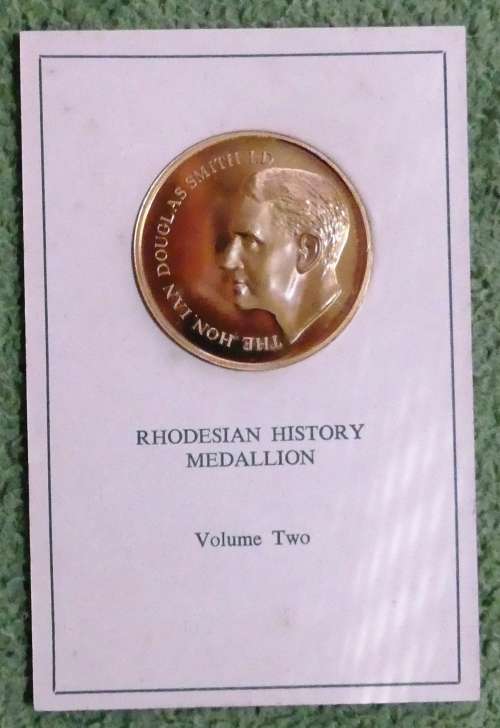 THE HON. IAN DOUGLAS SMITH I.D.
RHODESIAN HISTORY
MEDALLION
Volume Two